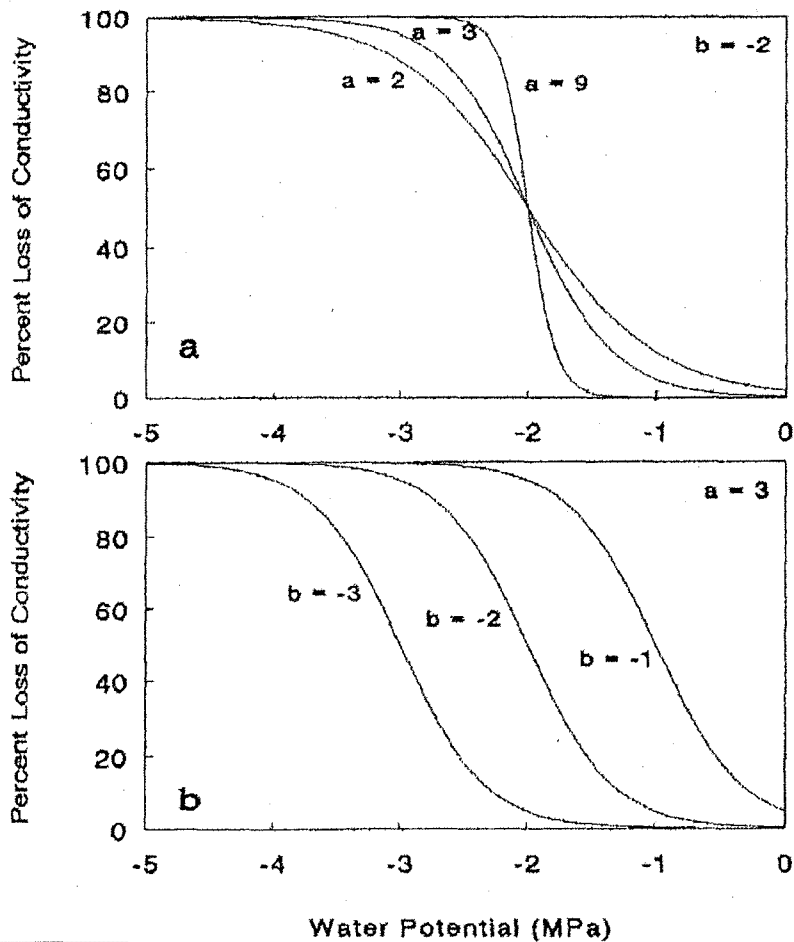 Percent Loss of Conductivity
100
80
60
40
20
0
a = 3
a = 2
a = 9
b = -2
a
-5 -4 -3 -2 -1 0
Percent Loss of Conductivity
100
80
60
40
20
0
a = 3
b = -3
b = -2
b = -1
b
-5 -4 -3 -2 -1 0
Water Potential (MPa)